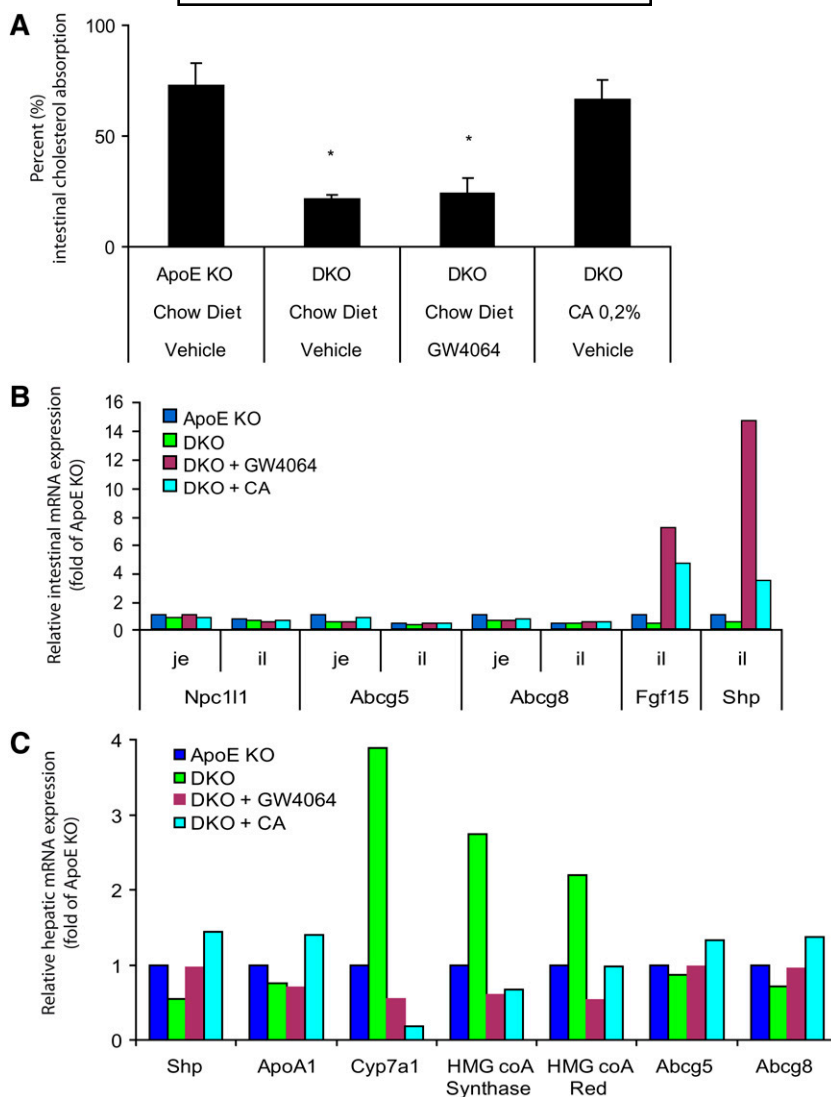 A
Percent (%)
intestinal cholesterol absorption
100
50
0
*
*
ApoE KO
DKO
DKO
DKO
Chow Diet
Chow Diet
Chow Diet
CA 0,2%
Vehicle
Vehicle
GW4064
Vehicle
B
Relative intestinal mRNA expression
(fold of ApoE KO)
16
14
12
10
8
6
4
2
0
ApoE KO
DKO
DKO + GW4064
DKO + CA
je
il
je
il
je
il
il
il
Npc1l1
Abcg5
Abcg8
Fgf15
Shp
C
Relative hepatic mRNA expression
(fold of ApoE KO)
4
3
2
1
0
ApoE KO
DKO
DKO + GW4064
DKO + CA
Shp
ApoA1
Cyp7a1
HMG coA
Synthase
HMG coA
Red
Abcg5
Abcg8